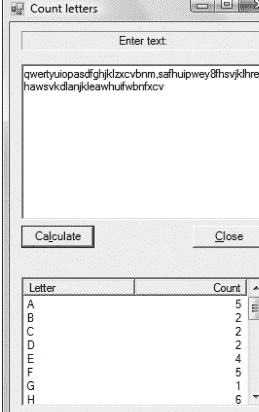 Count letters
Enter text:
qwertyuiopasdfghjklzxcvbnm,safhuipwey8fhsvjklhre
hawsvkdlanjkleawhuifwbnfxcv
Calculate Close
Letter Count
A 5
B 2
C 2
D 2
E 4
F 5
G 1
H 6